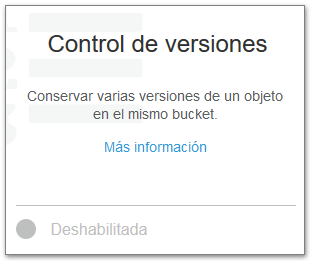 Control de versiones
Conservar varias versiones de un objeto
en el mismo bucket.
Más información
Deshabilitada